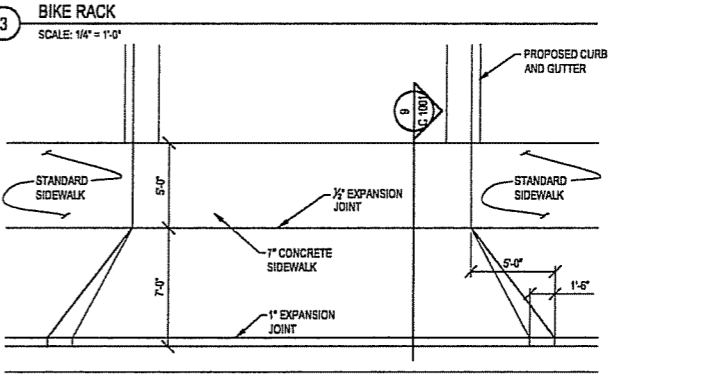 3
BIKE RACK
SCALE: 1/4" = 1'-0"
PROPOSED CURB
AND GUTTER
9
C 1001
STANDARD
SIDEWALK
5'-0"
½" EXPANSION
JOINT
STANDARD
SIDEWALK
7" CONCRETE
SIDEWALK
5'-0"
7'-0"
1'-6"
1" EXPANSION
JOINT